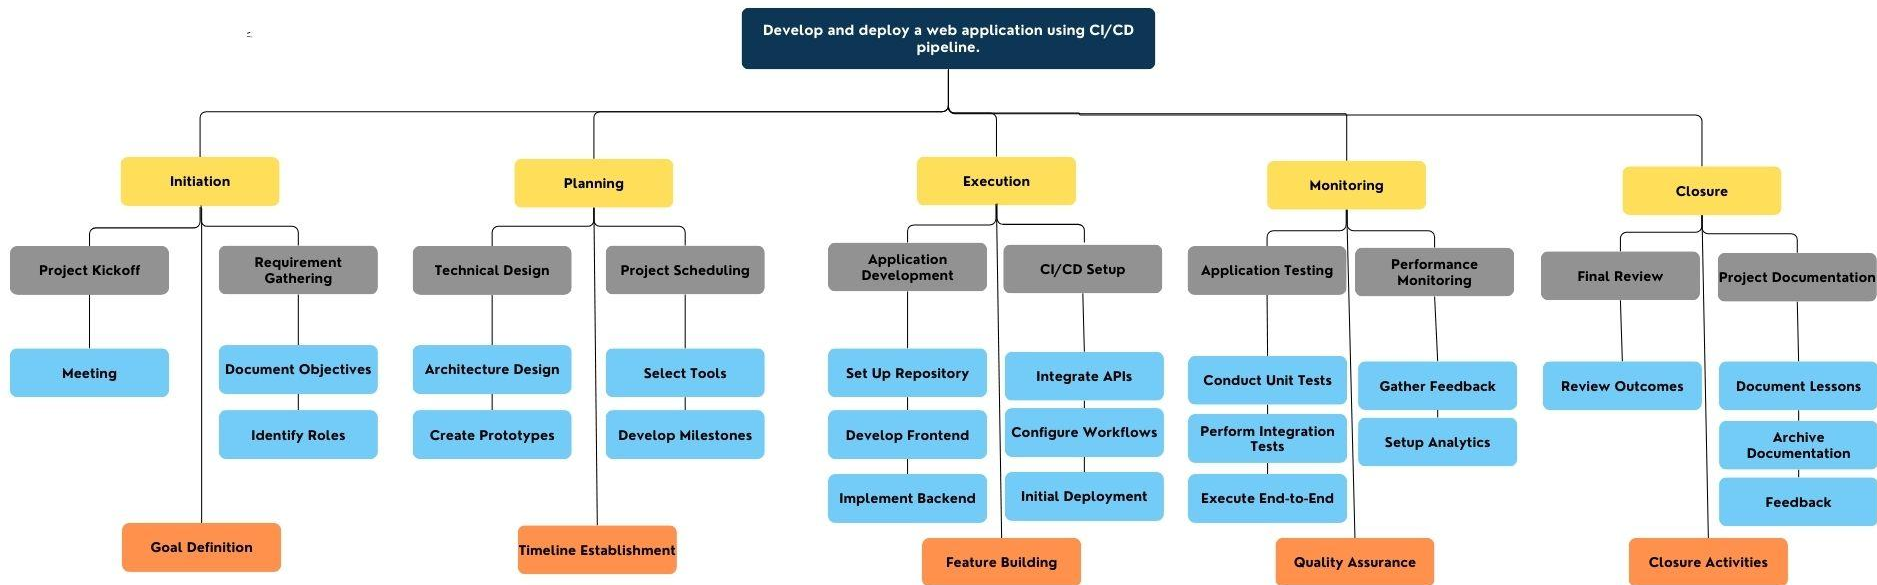 Develop and deploy a web application using CI/CD
pipeline.
Initiation
Planning
Execution
Monitoring
Closure
Project Kickoff
Requirement
Gathering
Technical Design
Project Scheduling
Application
Development
CI/CD Setup
Application Testing
Performance
Monitoring
Final Review
Project Documentation
Meeting
Document Objectives
Architecture Design
Select Tools
Set Up Repository
Integrate APIs
Conduct Unit Tests
Gather Feedback
Review Outcomes
Document Lessons
Identify Roles
Create Prototypes
Develop Milestones
Develop Frontend
Configure Workflows
Perform Integration
Tests
Setup Analytics
Archive
Documentation
Implement Backend
Initial Deployment
Execute End-to-End
Feedback
Goal Definition
Timeline Establishment
Feature Building
Quality Assurance
Closure Activities